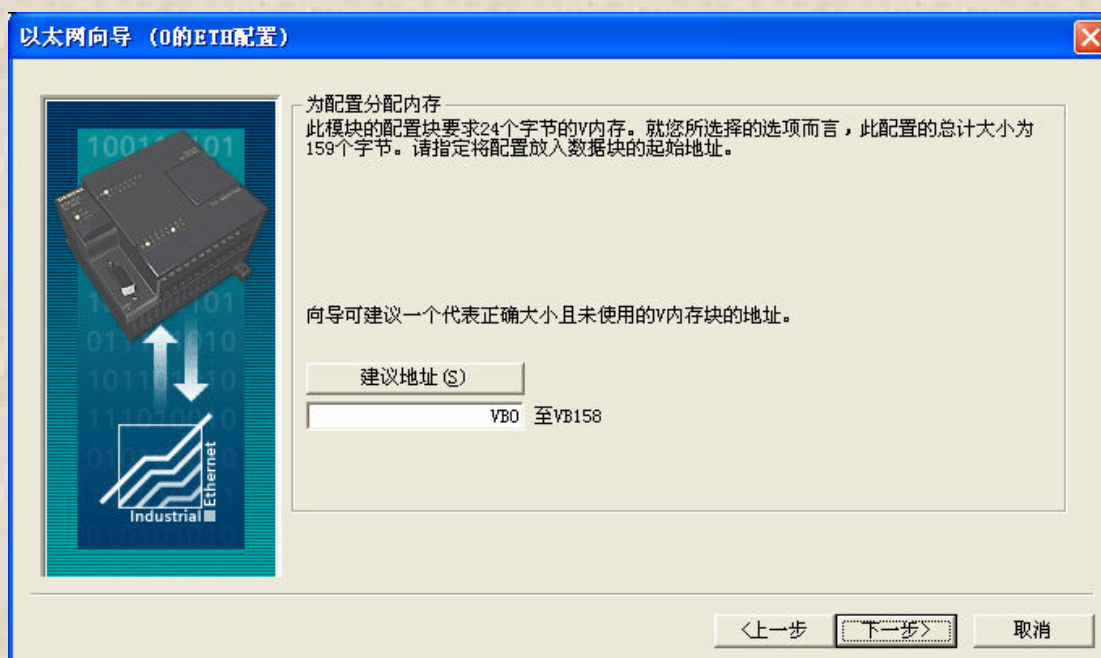 以太网向导 (0的ETH配置)
为配置分配内存
此模块的配置块要求24个字节的V内存。就您所选择的选项而言，此配置的总计大小为
159个字节。请指定将配置放入数据块的起始地址。
向导可建议一个代表正确大小且未使用的V内存块的地址。
建议地址(S)
VB0 至VB158
Industrial
Ethernet
<上一步 下一步> 取消